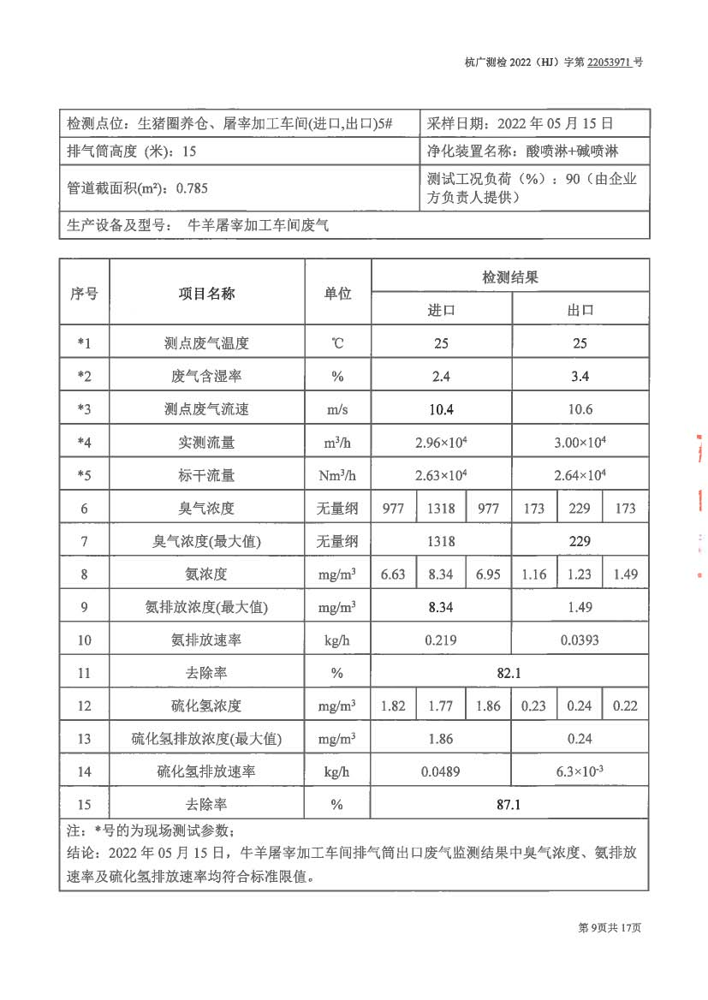 杭广测检 2022（HJ）字第 22053971 号
检测点位：生猪圈养仓、屠宰加工车间(进口,出口)5# 采样日期：2022 年 05 月 15 日
排气筒高度 (米)：15 净化装置名称：酸喷淋+碱喷淋
管道截面积(m²)：0.785 测试工况负荷（%）：90（由企业
方负责人提供）
生产设备及型号： 牛羊屠宰加工车间废气
序号 项目名称 单位 检测结果
进口 出口
*1 测点废气温度 ℃ 25 25
*2 废气含湿率 % 2.4 3.4
*3 测点废气流速 m/s 10.4 10.6
*4 实测流量 m³/h 2.96×10⁴ 3.00×10⁴
*5 标干流量 Nm³/h 2.63×10⁴ 2.64×10⁴
6 臭气浓度 无量纲 977 1318 977 173 229 173
7 臭气浓度(最大值) 无量纲 1318 229
8 氨浓度 mg/m³ 6.63 8.34 6.95 1.16 1.23 1.49
9 氨排放浓度(最大值) mg/m³ 8.34 1.49
10 氨排放速率 kg/h 0.219 0.0393
11 去除率 % 82.1
12 硫化氢浓度 mg/m³ 1.82 1.77 1.86 0.23 0.24 0.22
13 硫化氢排放浓度(最大值) mg/m³ 1.86 0.24
14 硫化氢排放速率 kg/h 0.0489 6.3×10⁻³
15 去除率 % 87.1
注：*号的为现场测试参数；
结论：2022 年 05 月 15 日，牛羊屠宰加工车间排气筒出口废气监测结果中臭气浓度、氨排放
速率及硫化氢排放速率均符合标准限值。
第 9页共 17页